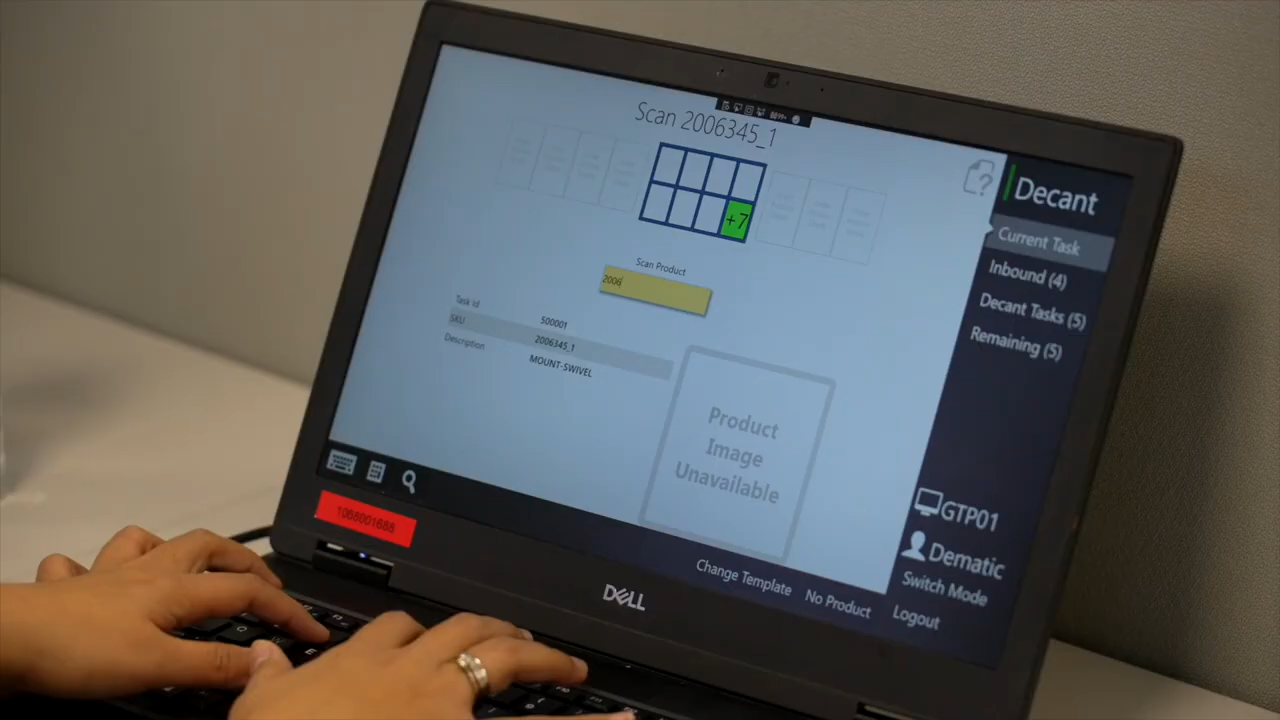 Scan 2006345_1
+7
Scan Product
2006
Task Id
500001
SKU
2006345_1
Description
MOUNT-SWIVEL
Product
Image
Unavailable
Decant
Current Task
Inbound (4)
Decant Tasks (5)
Remaining (5)
GTP01
Dematic
Switch Mode
Logout
Change Template
No Product
1068001688
DELL